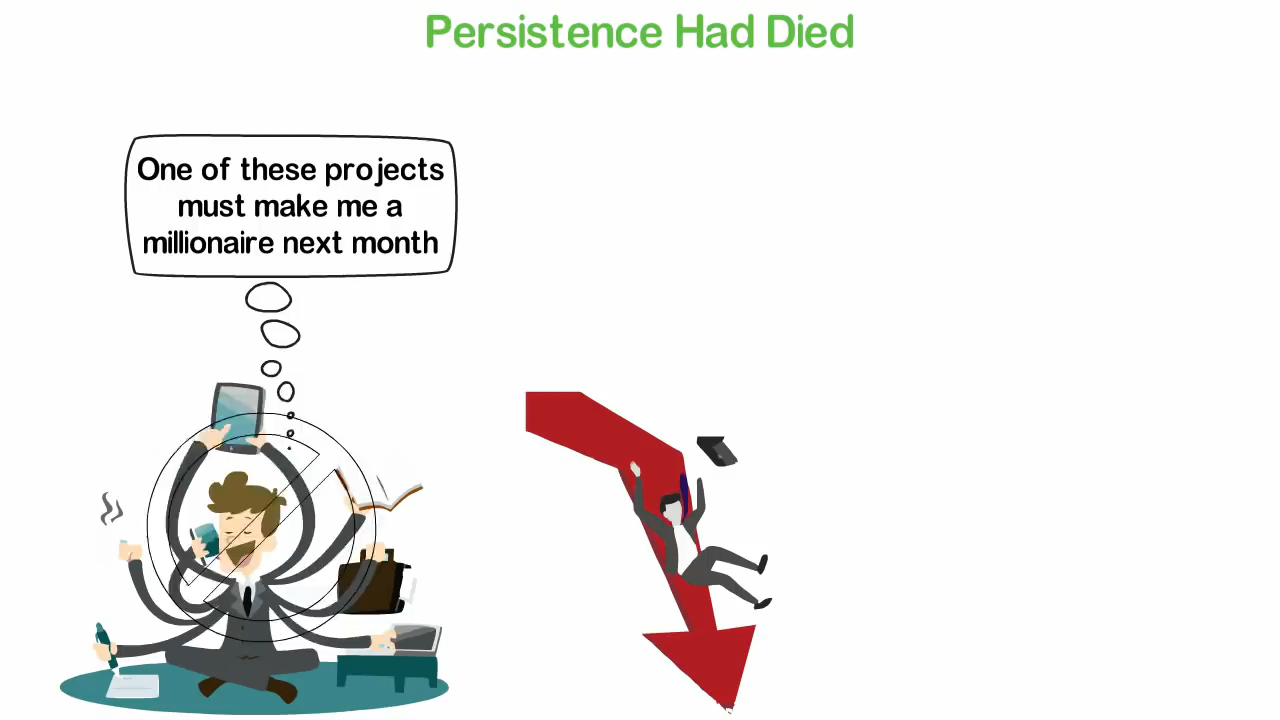 Persistence Had Died
One of these projects
must make me a
millionaire next month